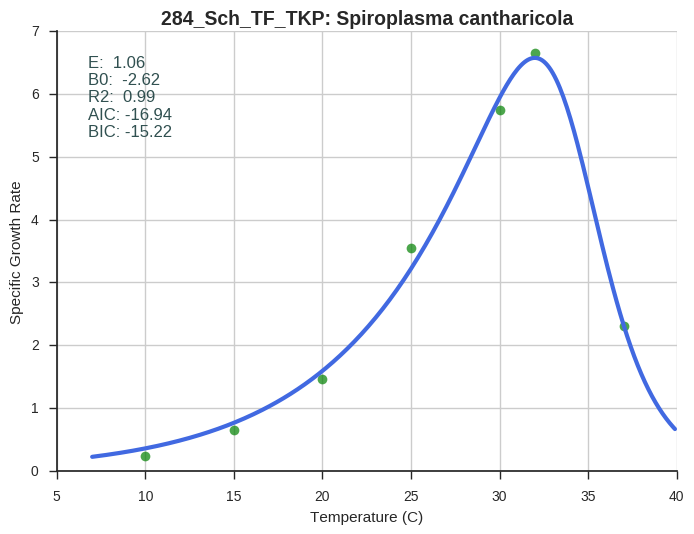 284_Sch_TF_TKP: Spiroplasma cantharicola
E:  1.06
B0:  -2.62
R2:  0.99
AIC: -16.94
BIC: -15.22
Specific Growth Rate
7
6
5
4
3
2
1
0
5 10 15 20 25 30 35 40
Temperature (C)